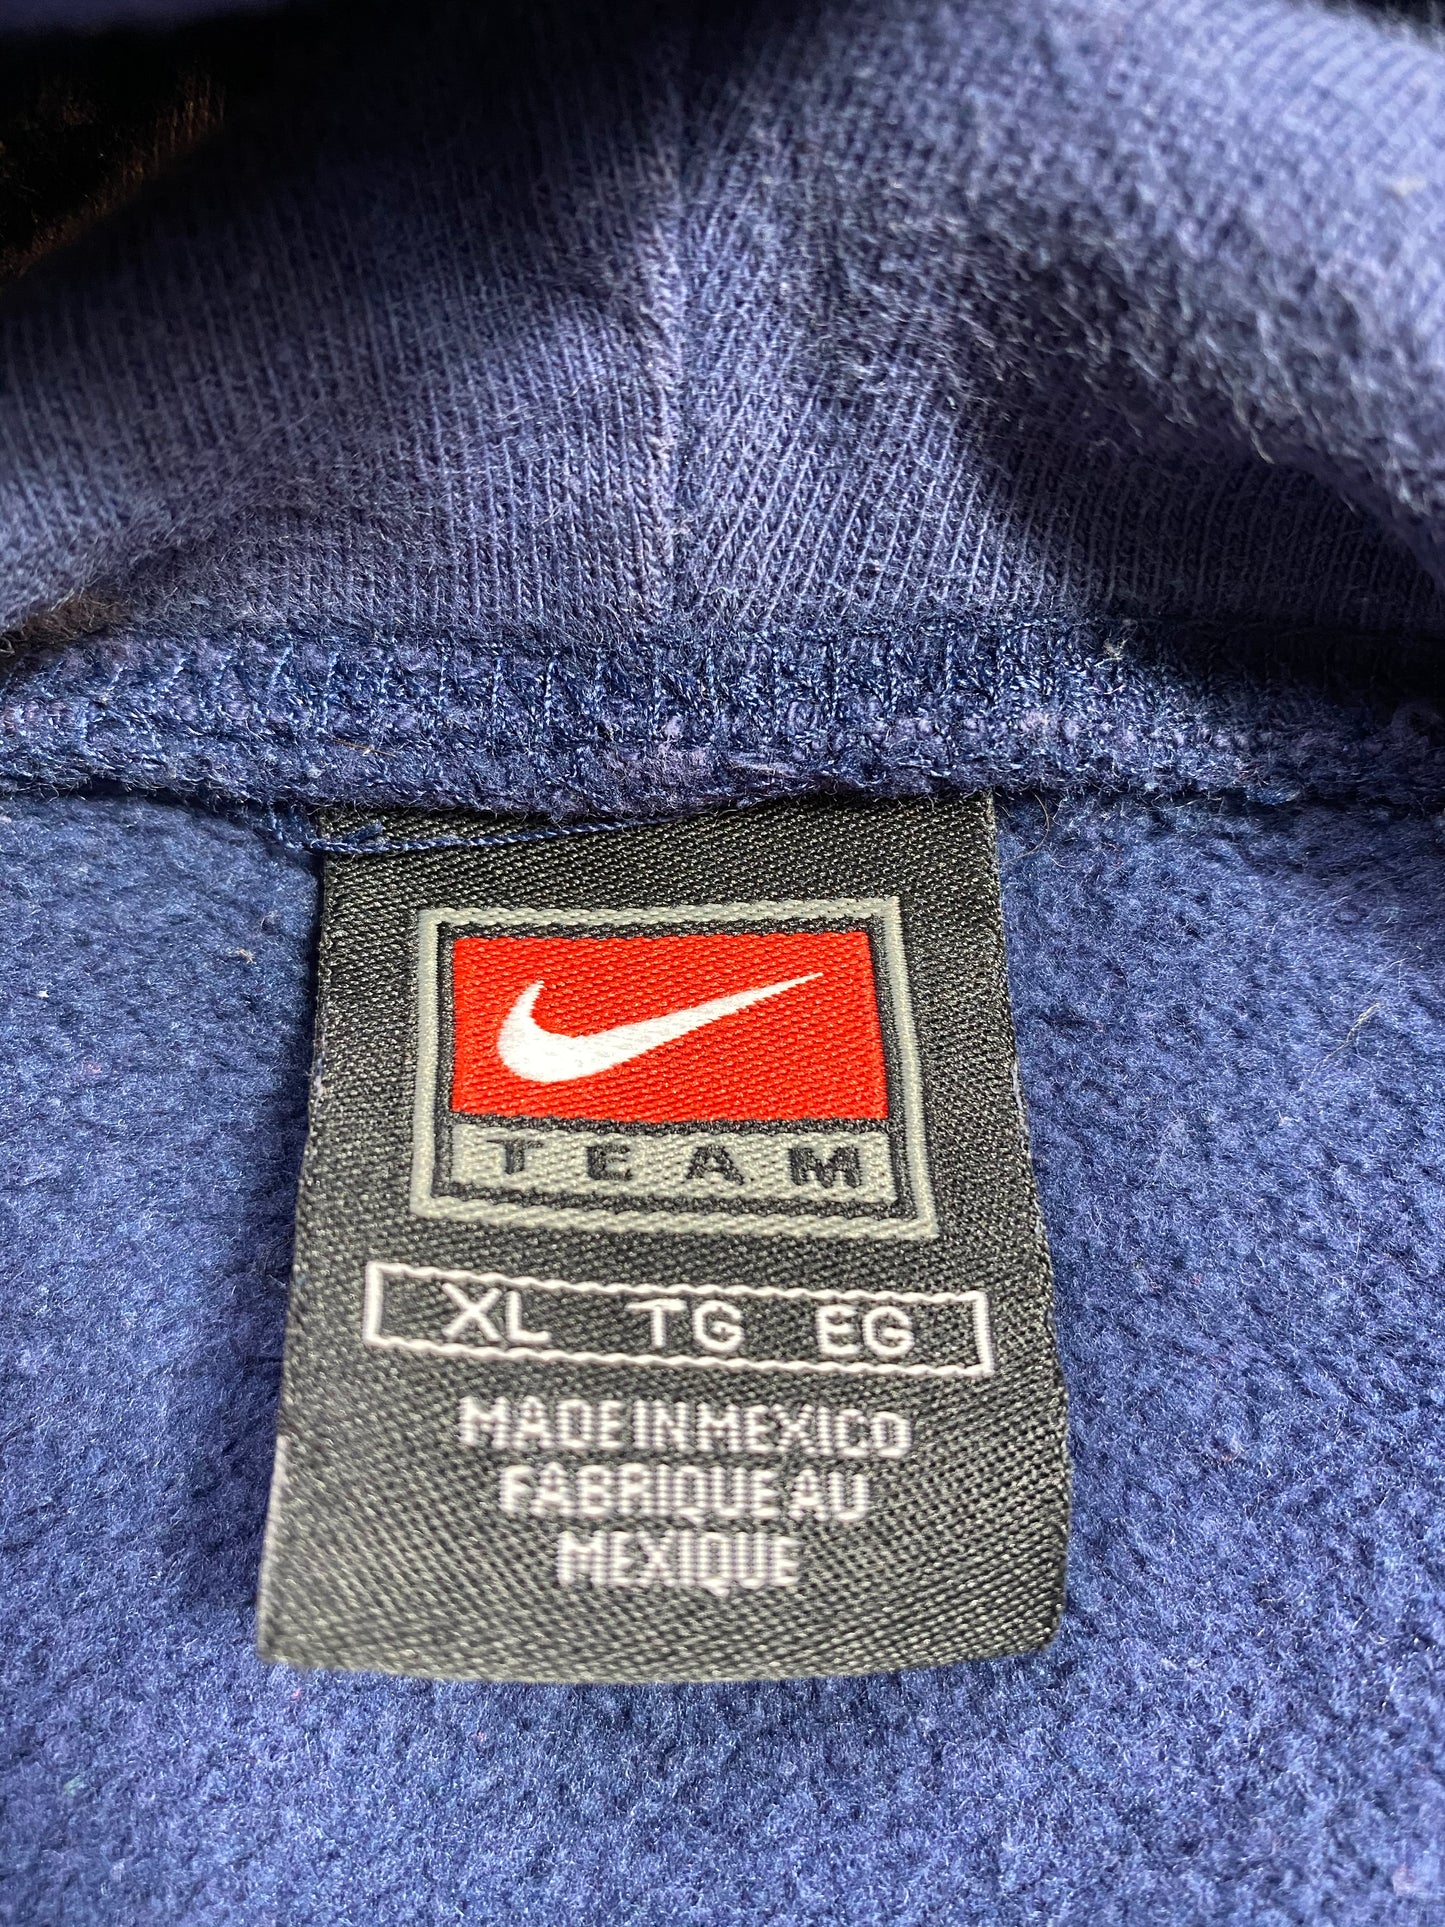 TEAM
XL TG EG
MADE IN MEXICO
FABRIQUE AU
MEXIQUE